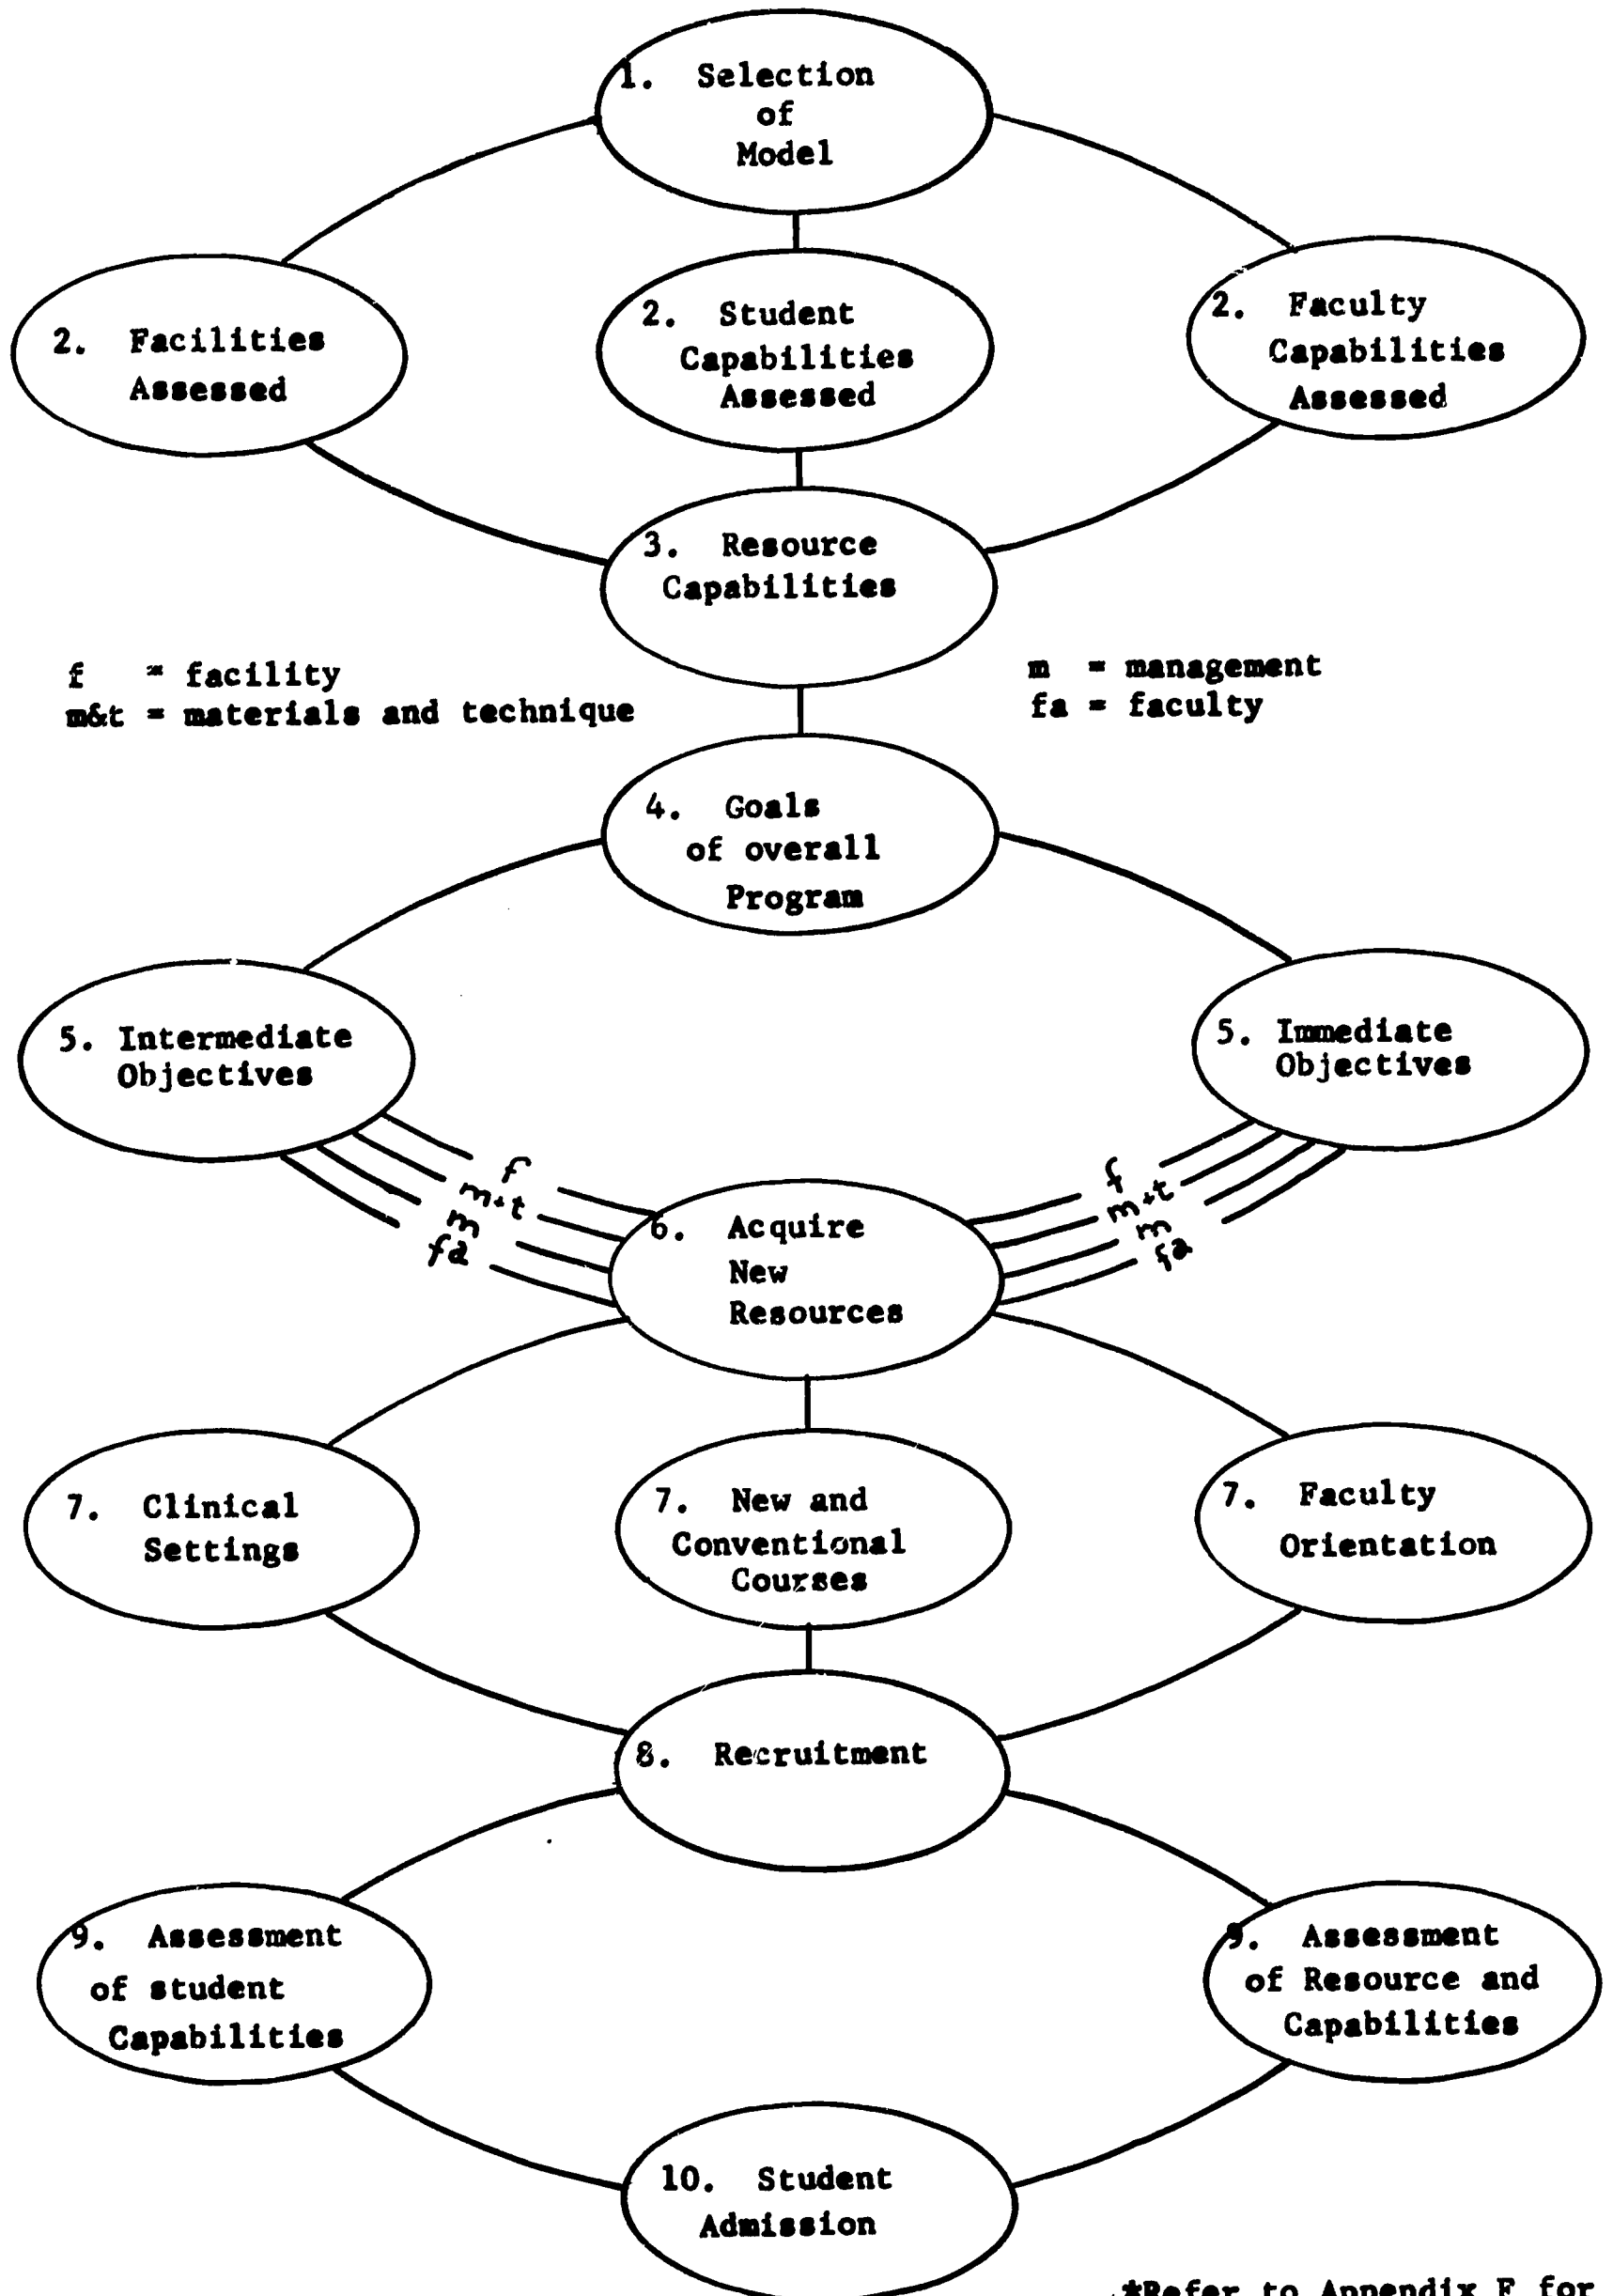 1. Selection
of
Model
2. Facilities
Assessed
2. Student
Capabilities
Assessed
2. Faculty
Capabilities
Assessed
3. Resource
Capabilities
f = facility
m&t = materials and technique
m = management
fa = faculty
4. Goals
of overall
Program
5. Intermediate
Objectives
5. Immediate
Objectives
f
m+t
m
fa
f
m+t
m
fa
6. Acquire
New
Resources
7. Clinical
Settings
7. New and
Conventional
Courses
7. Faculty
Orientation
8. Recruitment
9. Assessment
of student
Capabilities
9. Assessment
of Resource and
Capabilities
10. Student
Admission
*Refer to Appendix F for